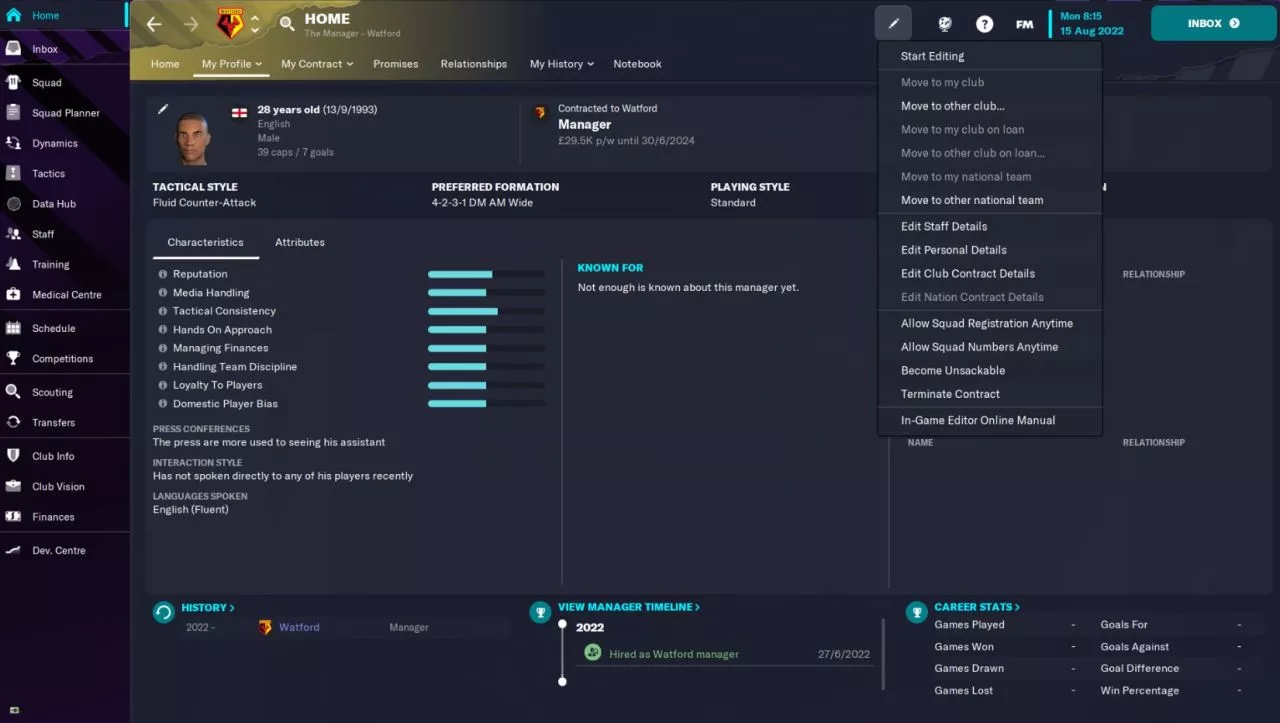 Home
Inbox
Squad
Squad Planner
Dynamics
Tactics
Data Hub
Staff
Training
Medical Centre
Schedule
Competitions
Scouting
Transfers
Club Info
Club Vision
Finances
Dev. Centre
WATFORD
HOME
The Manager - Watford
FM
Mon 8:15
15 Aug 2022
INBOX
Home My Profile My Contract Promises Relationships My History Notebook
28 years old (13/9/1993)
English
Male
39 caps / 7 goals
Contracted to Watford
Manager
£29.5K p/w until 30/6/2024
TACTICAL STYLE
Fluid Counter-Attack
PREFERRED FORMATION
4-2-3-1 DM AM Wide
PLAYING STYLE
Standard
Characteristics Attributes
Reputation
Media Handling
Tactical Consistency
Hands On Approach
Managing Finances
Handling Team Discipline
Loyalty To Players
Domestic Player Bias
PRESS CONFERENCES
The press are more used to seeing his assistant
INTERACTION STYLE
Has not spoken directly to any of his players recently
LANGUAGES SPOKEN
English (Fluent)
KNOWN FOR
Not enough is known about this manager yet.
Start Editing
Move to my club
Move to other club...
Move to my club on loan
Move to other club on loan...
Move to my national team
Move to other national team
Edit Staff Details
Edit Personal Details
Edit Club Contract Details
Edit Nation Contract Details
Allow Squad Registration Anytime
Allow Squad Numbers Anytime
Become Unsackable
Terminate Contract
In-Game Editor Online Manual
N
RELATIONSHIP
NAME RELATIONSHIP
HISTORY >
2022 - Watford Manager
VIEW MANAGER TIMELINE >
2022
Hired as Watford manager 27/6/2022
CAREER STATS >
Games Played - Goals For -
Games Won - Goals Against -
Games Drawn - Goal Difference -
Games Lost - Win Percentage -